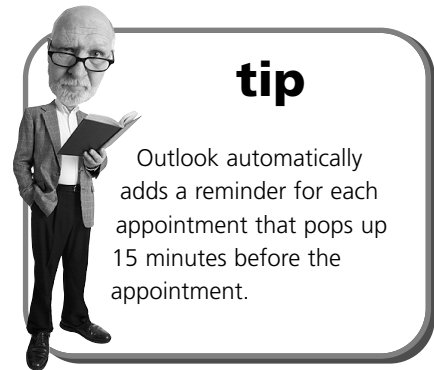 tip
Outlook automatically
adds a reminder for each
appointment that pops up
15 minutes before the
appointment.